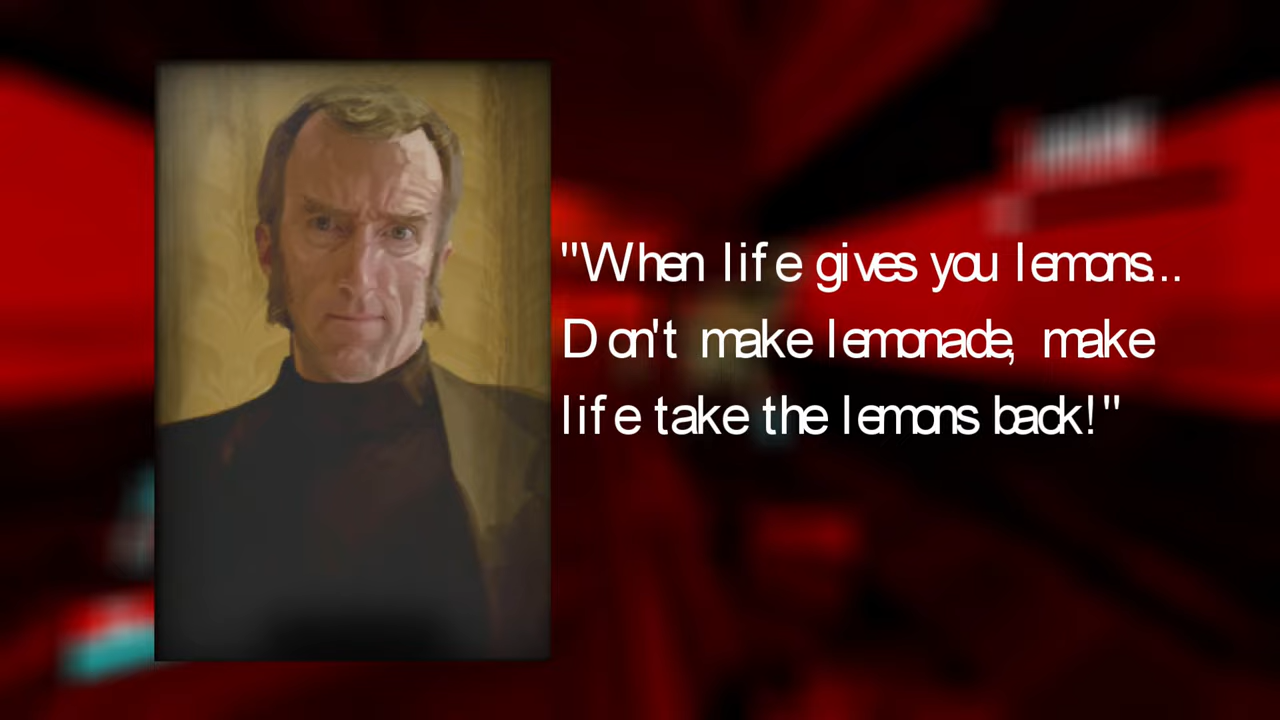 "When life gives you lemons...
Don't make lemonade, make
life take the lemons back!"